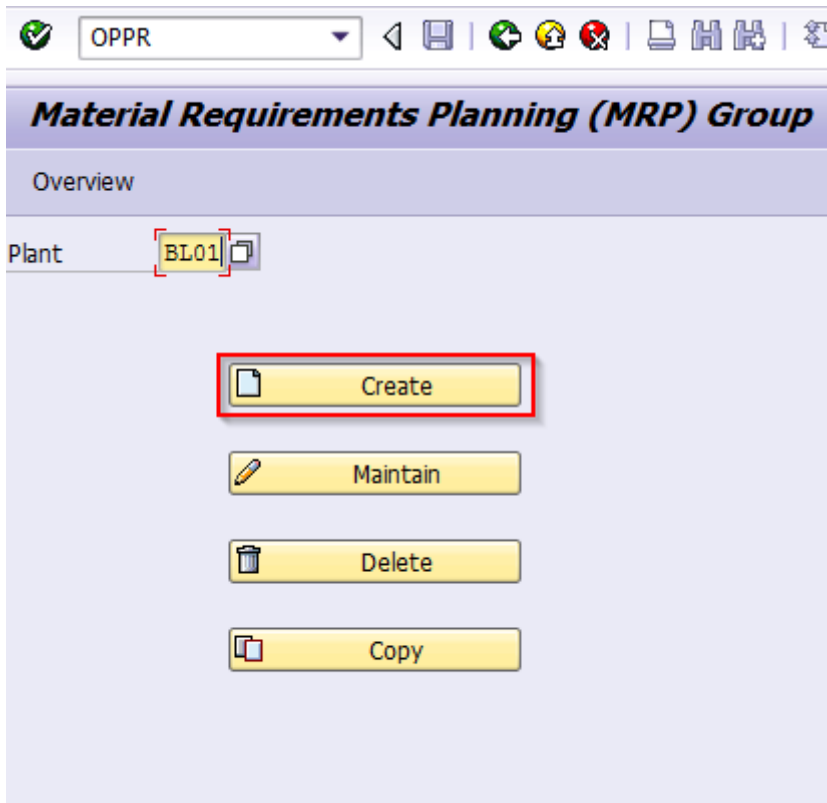 OPPR
Material Requirements Planning (MRP) Group
Overview
Plant BL01
Create
Maintain
Delete
Copy